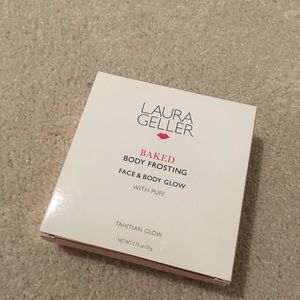 LAURA
GELLER
BAKED
BODY FROSTING
FACE & BODY GLOW
WITH PUFF
TAHITIAN GLOW